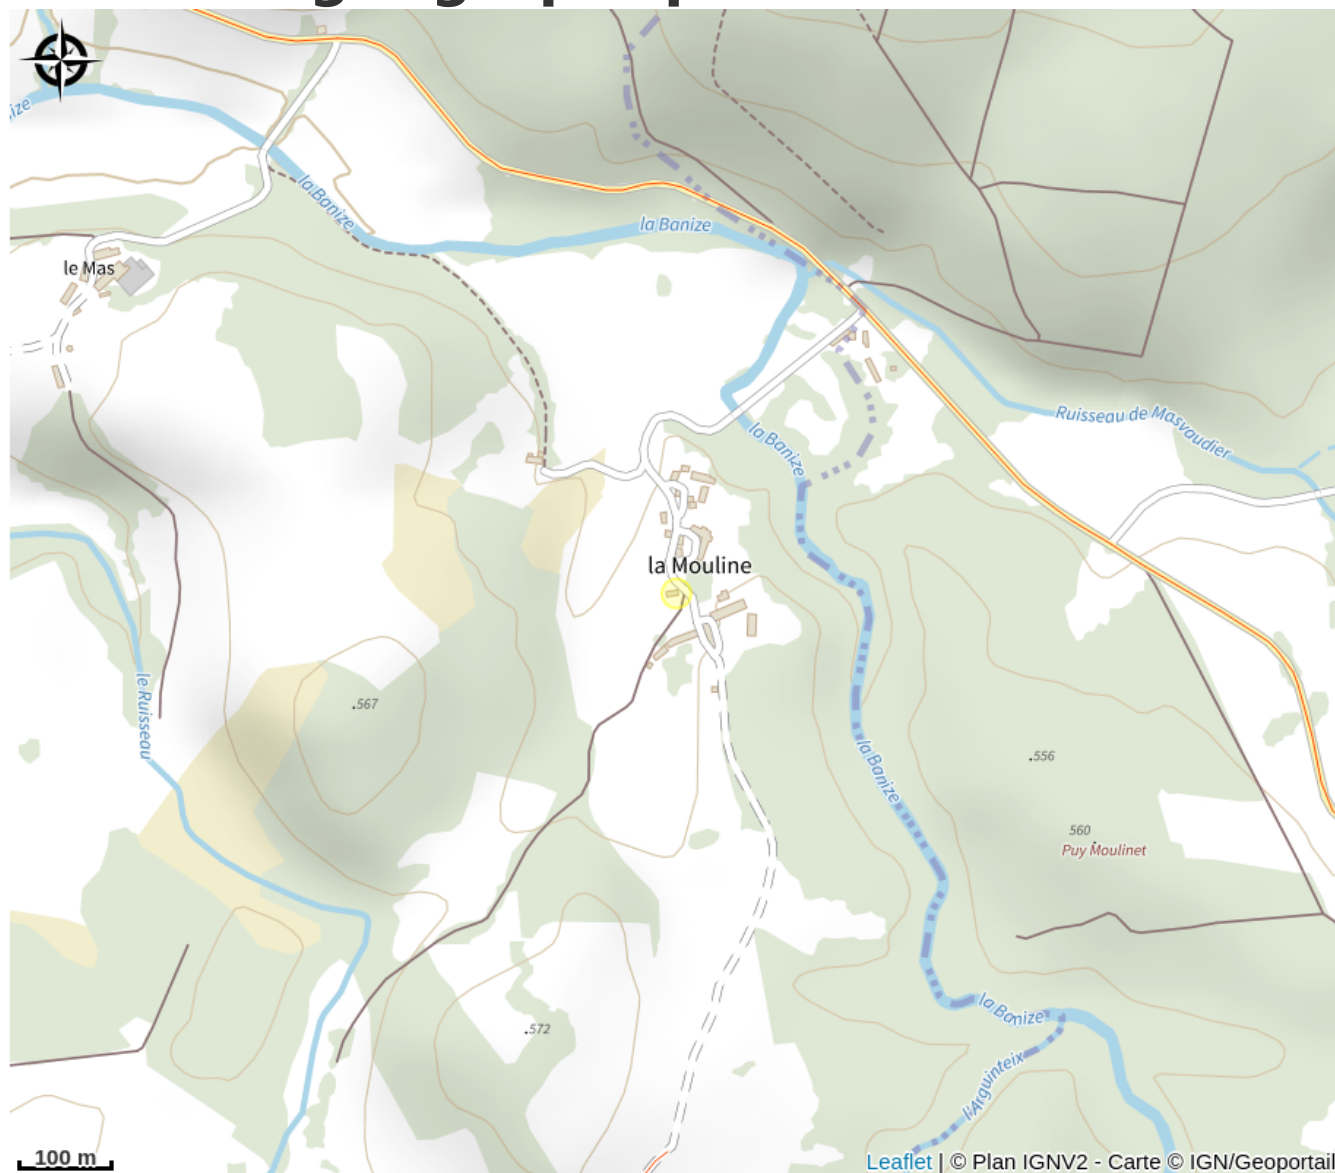 ize
la Banize
la Banize
le Mas
Ruisseau de Masvaudier
la Banize
la Mouline
le Ruisseau
.567
la Banize
.556
560
Puy Moulinet
la Banize
.572
l'Arguinteix
100 m
Leaflet | © Plan IGNV2 - Carte © IGN/Geoportail